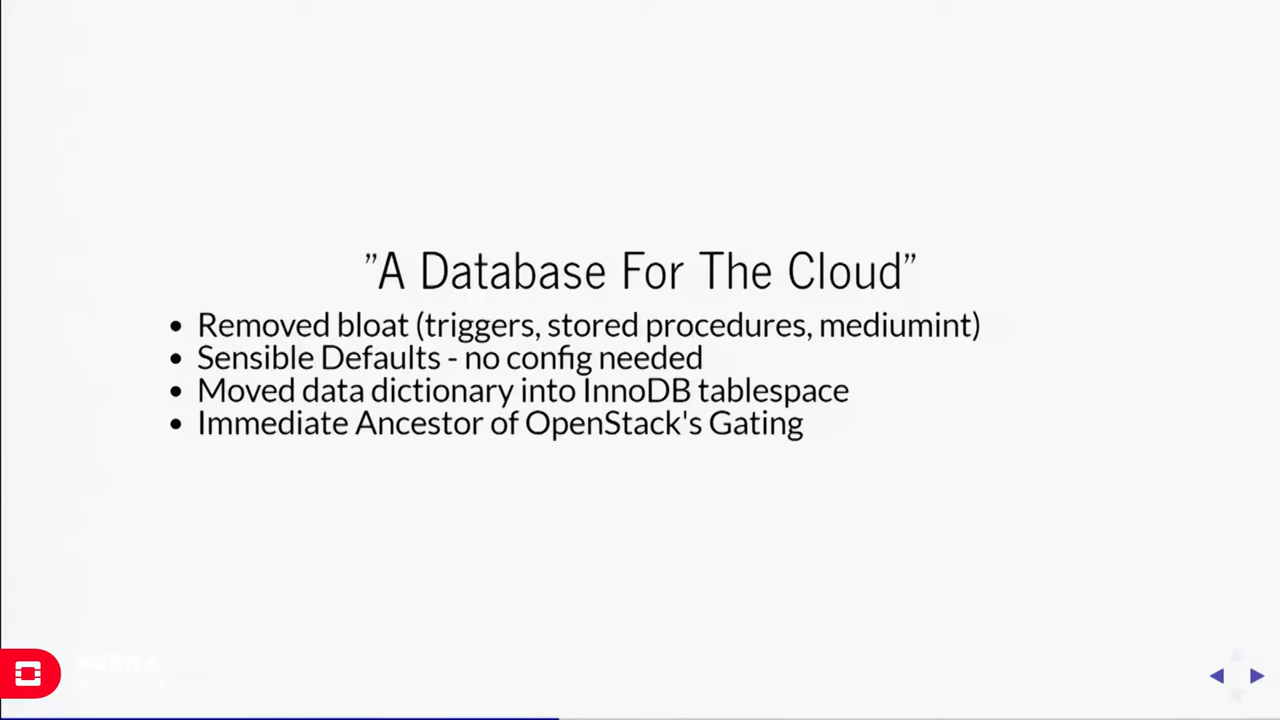 ”A Database For The Cloud”
• Removed bloat (triggers, stored procedures, mediumint)
• Sensible Defaults - no config needed
• Moved data dictionary into InnoDB tablespace
• Immediate Ancestor of OpenStack's Gating